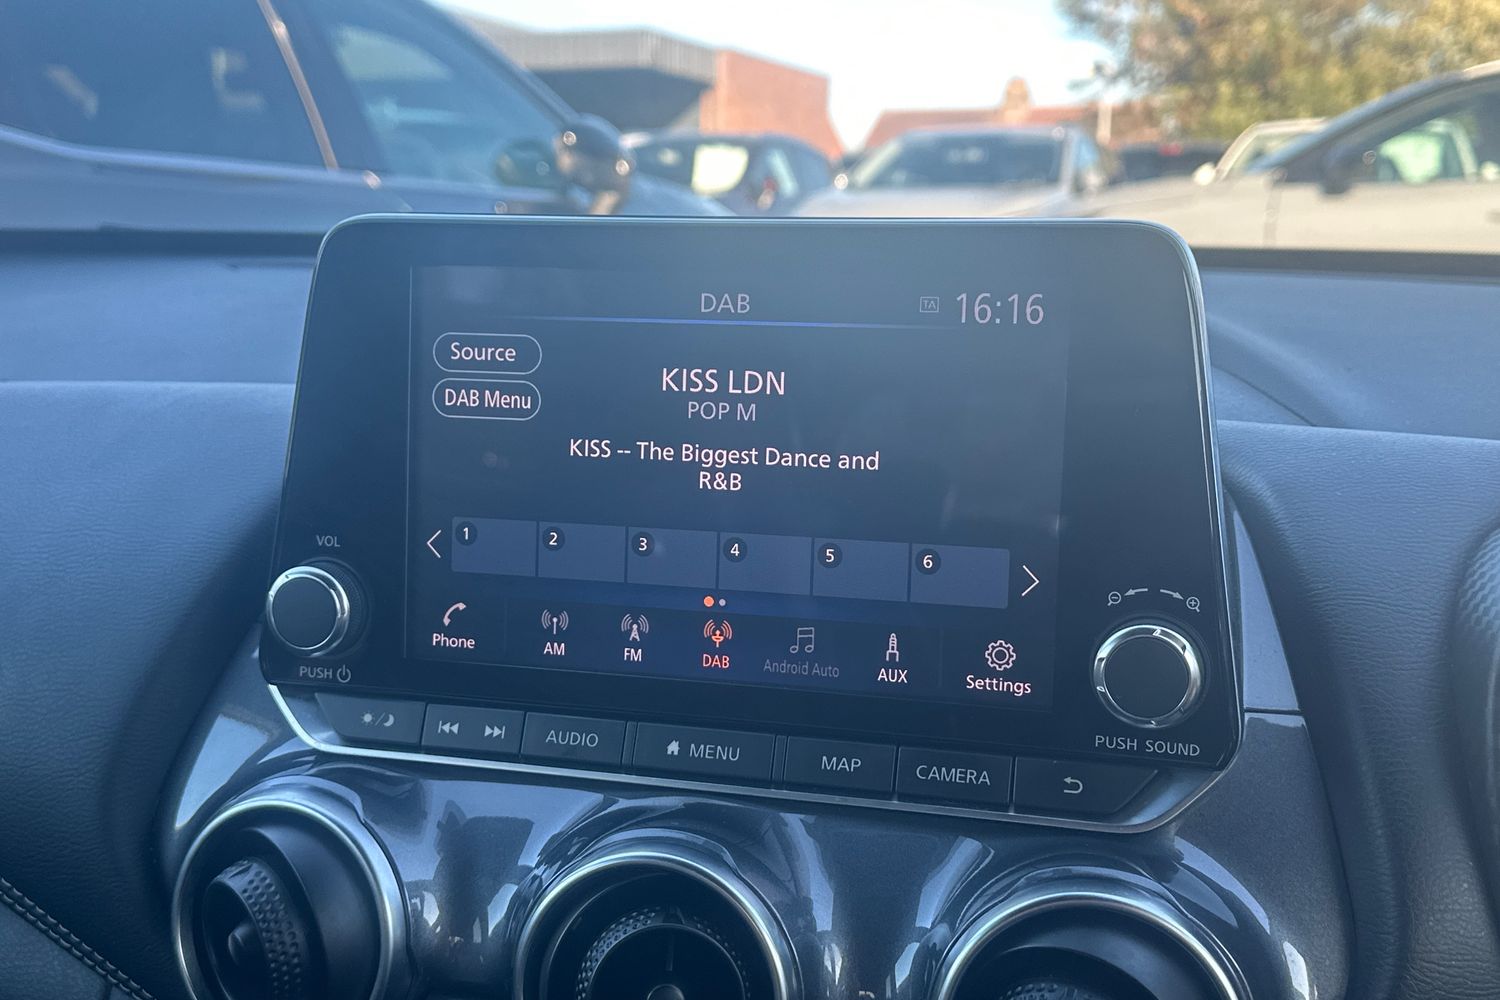 DAB
TA
16:16
Source
KISS LDN
DAB Menu
POP M
KISS -- The Biggest Dance and
R&B
1 2 3 4 5 6
Phone
AM
FM
DAB
Android Auto
AUX
Settings
VOL
PUSH
PUSH SOUND
AUDIO
MENU
MAP
CAMERA